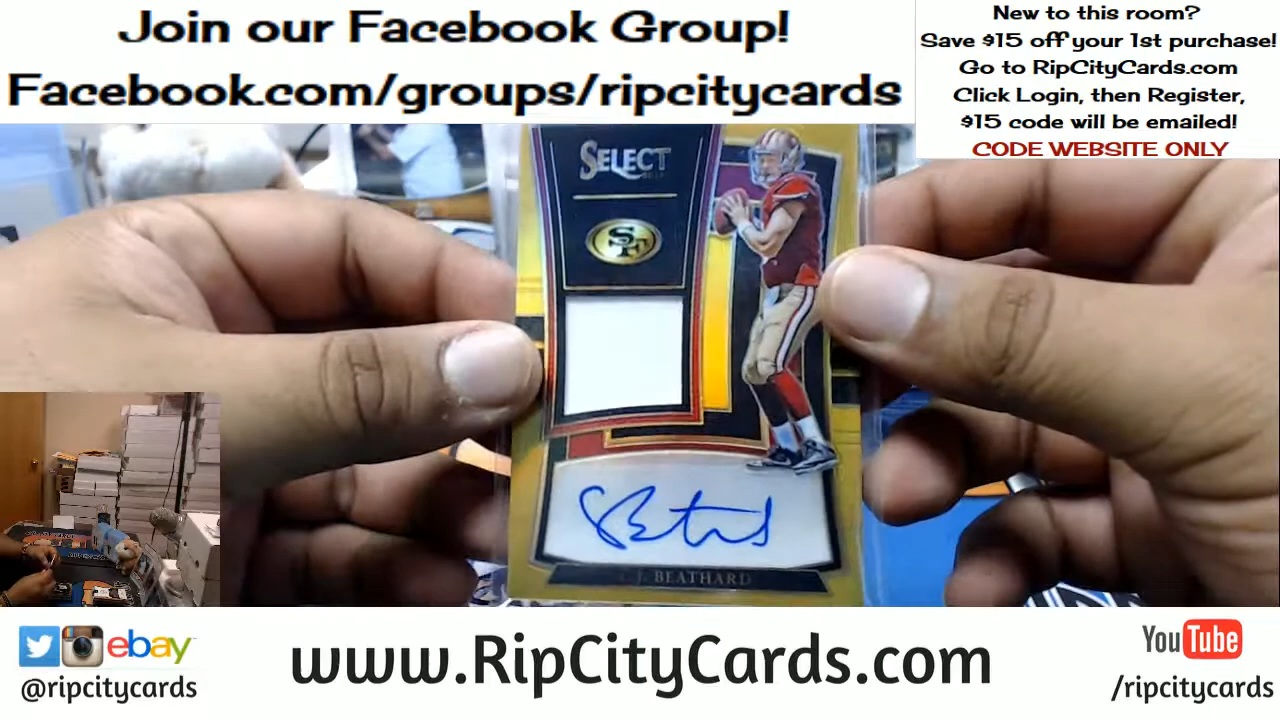 Join our Facebook Group!
Facebook.com/groups/ripcitycards
New to this room?
Save $15 off your 1st purchase!
Go to RipCityCards.com
Click Login, then Register,
$15 code will be emailed!
CODE WEBSITE ONLY
SELECT
SF
C.J. BEATHARD
ebay
@ripcitycards
www.RipCityCards.com
YouTube
/ripcitycards